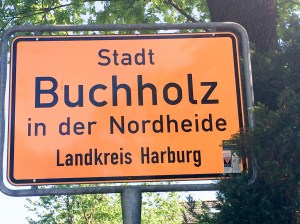 Stadt
Buchholz
in der Nordheide
Landkreis Harburg